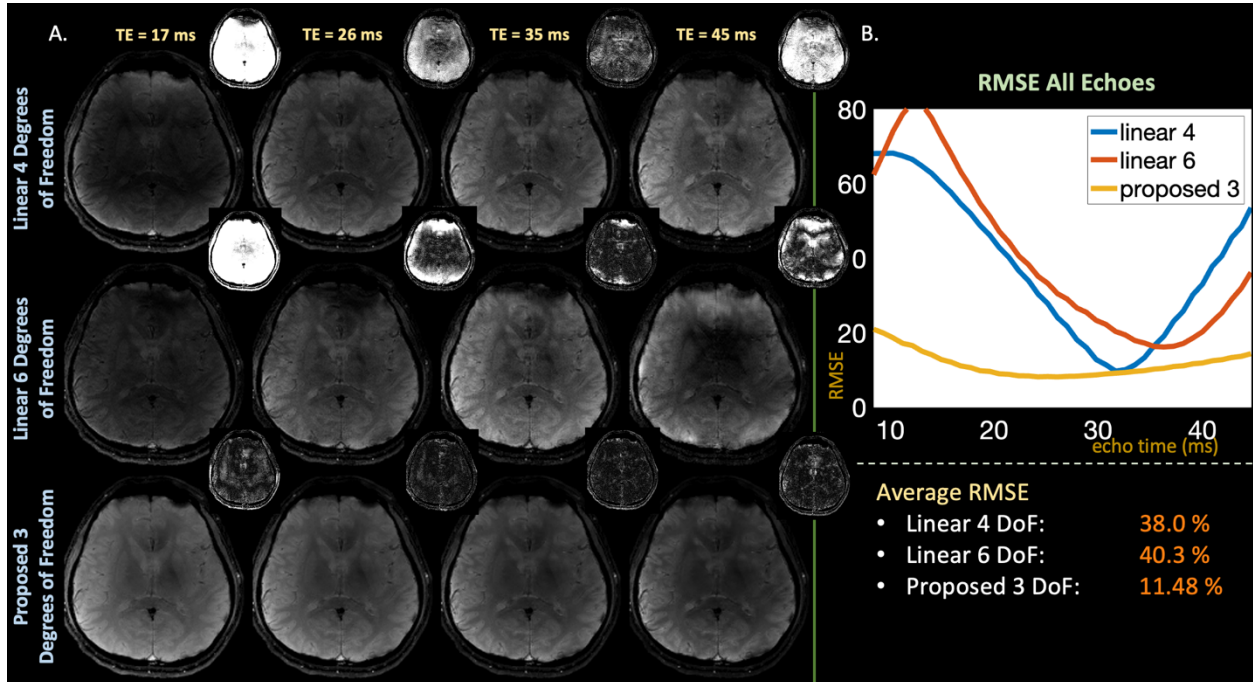 A.
TE = 17 ms
TE = 26 ms
TE = 35 ms
TE = 45 ms
Linear 4 Degrees
of Freedom
Linear 6 Degrees
of Freedom
Proposed 3
Degrees of Freedom
B.
RMSE All Echoes
80
60
0
20
0
RMSE
linear 4
linear 6
proposed 3
10
20
30
40
echo time (ms)
Average RMSE
• Linear 4 DoF: 38.0 %
• Linear 6 DoF: 40.3 %
• Proposed 3 DoF: 11.48 %